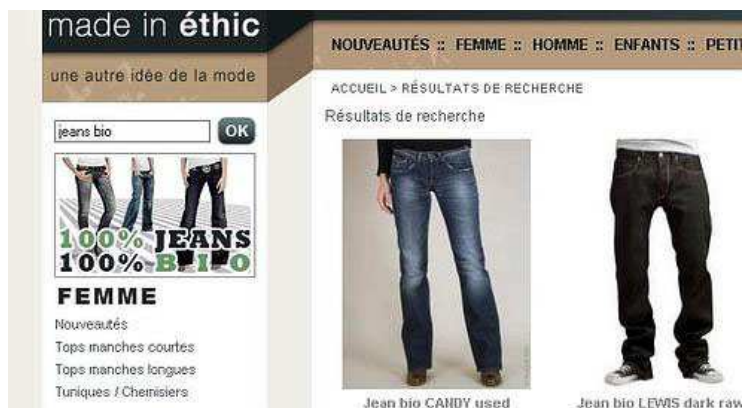 made in éthic
une autre idée de la mode
NOUVEAUTÉS :: FEMME :: HOMME :: ENFANTS :: PETIT
ACCUEIL > RÉSULTATS DE RECHERCHE
Résultats de recherche
jeans bio OK
100% JEANS
100% BIO
FEMME
Nouveautés
Tops manches courtes
Tops manches longues
Tuniques / Chemisiers
Jean bio CANDY used
Jean bio LEWIS dark raw